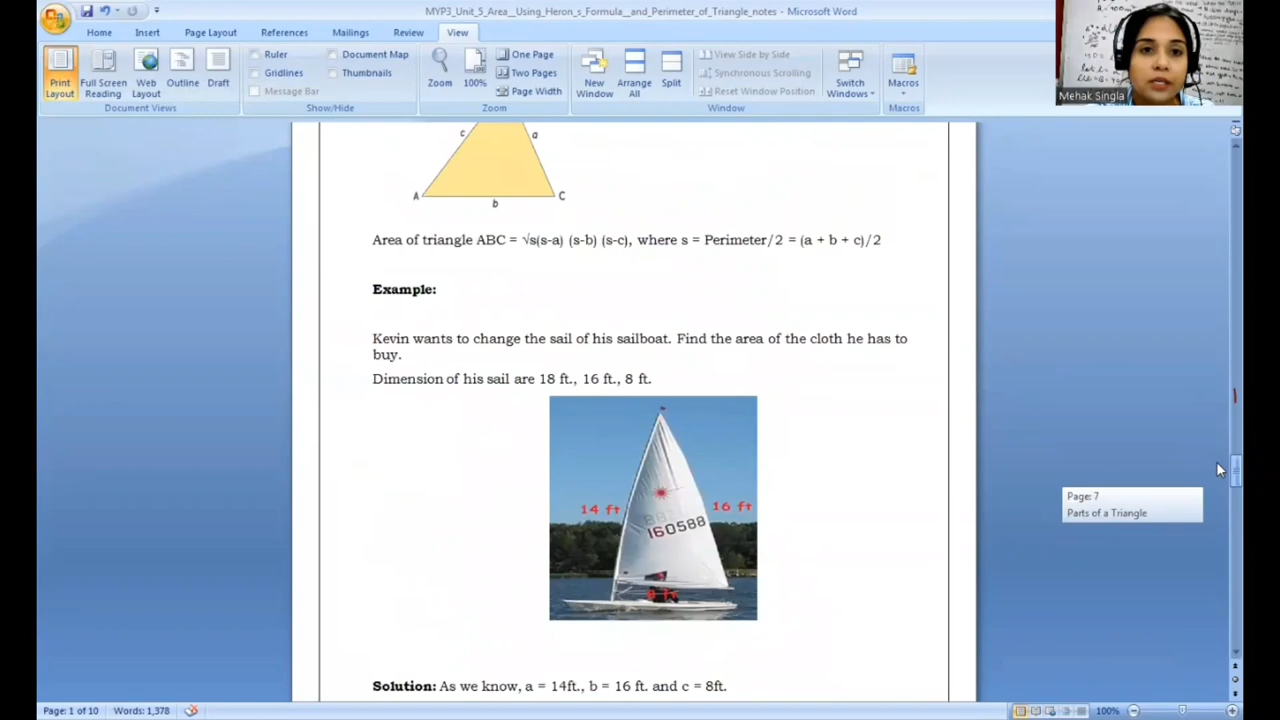 MYP3_Unit_5_Area__Using_Heron_s_Formula__and_Perimeter_of_Triangle_notes - Microsoft Word
Home Insert Page Layout References Mailings Review View
Print Layout
Full Screen Reading
Web Layout
Outline
Draft
Document Views
Ruler
Gridlines
Message Bar
Document Map
Thumbnails
Show/Hide
Zoom
100%
One Page
Two Pages
Page Width
Zoom
New Window
Arrange All
Split
View Side by Side
Synchronous Scrolling
Reset Window Position
Window
Switch Windows
Macros
Macros
Mehak Singla
c a
A C
b
Area of triangle ABC = √s(s-a) (s-b) (s-c), where s = Perimeter/2 = (a + b + c)/2
Example:
Kevin wants to change the sail of his sailboat. Find the area of the cloth he has to
buy.
Dimension of his sail are 18 ft., 16 ft., 8 ft.
14 ft 16 ft
160588
Page: 7
Parts of a Triangle
Solution: As we know, a = 14ft., b = 16 ft. and c = 8ft.
Page: 1 of 10 Words: 1,378 100%